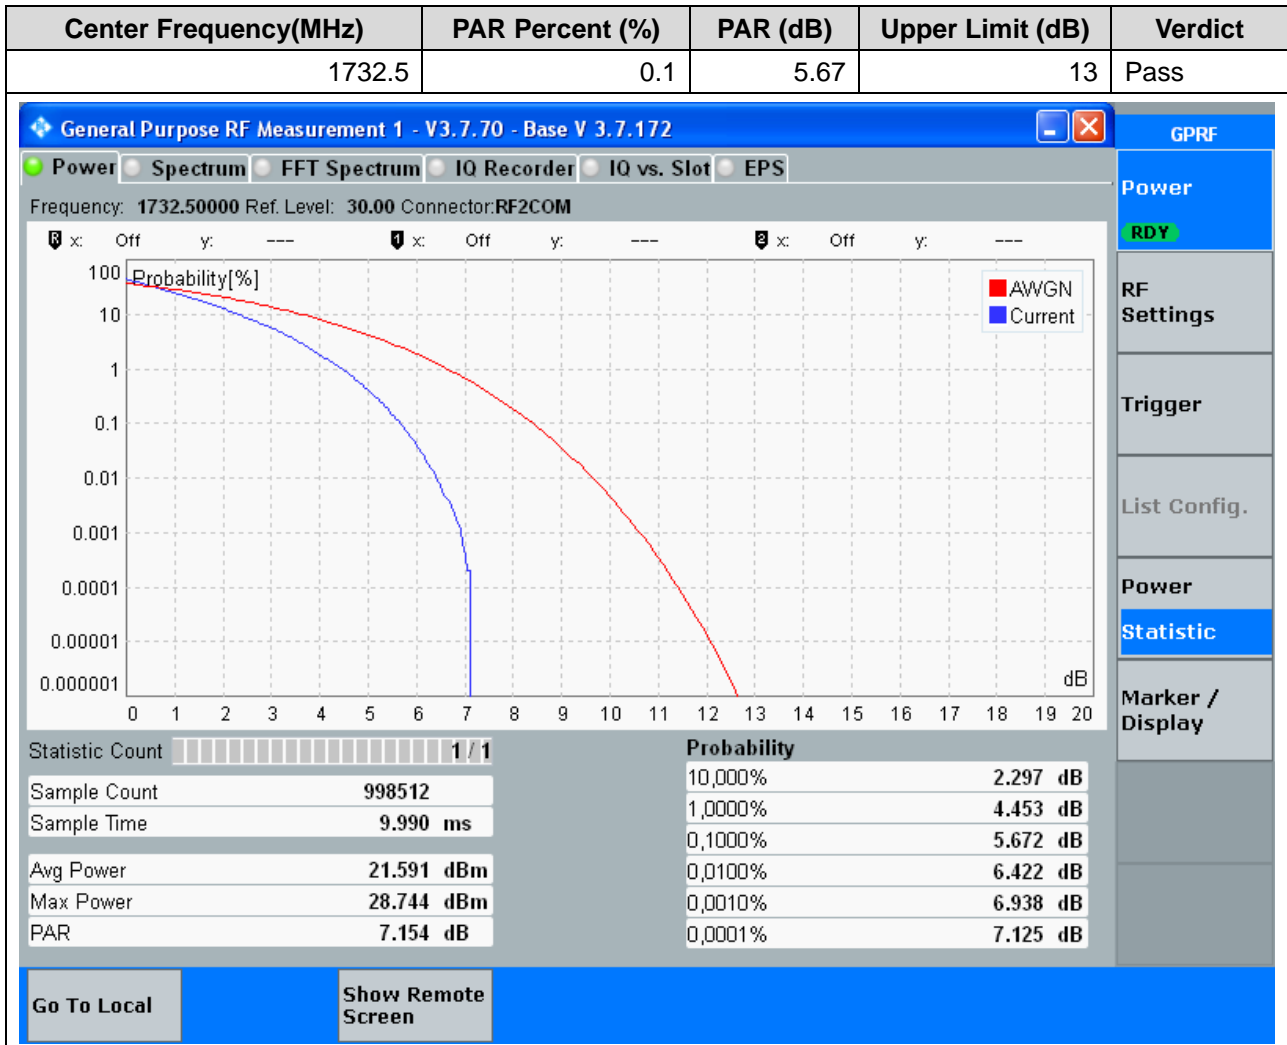 Center Frequency(MHz) PAR Percent (%) PAR (dB) Upper Limit (dB) Verdict
1732.5 0.1 5.67 13 Pass
General Purpose RF Measurement 1 - V3.7.70 - Base V 3.7.172
GPRF
Power Spectrum FFT Spectrum IQ Recorder IQ vs. Slot EPS
Power
RDY
Frequency: 1732.50000 Ref. Level: 30.00 Connector:RF2COM
R x: Off y: --- 1 x: Off y: --- 2 x: Off y: ---
Probability[%]
AWGN
Current
100
10
1
0.1
0.01
0.001
0.0001
0.00001
0.000001
dB
0 1 2 3 4 5 6 7 8 9 10 11 12 13 14 15 16 17 18 19 20
RF
Settings
Trigger
List Config.
Power
Statistic
Marker /
Display
Statistic Count 1 / 1
Sample Count 998512
Sample Time 9.990 ms
Avg Power 21.591 dBm
Max Power 28.744 dBm
PAR 7.154 dB
Probability
10,000% 2.297 dB
1,0000% 4.453 dB
0,1000% 5.672 dB
0,0100% 6.422 dB
0,0010% 6.938 dB
0,0001% 7.125 dB
Go To Local
Show Remote
Screen